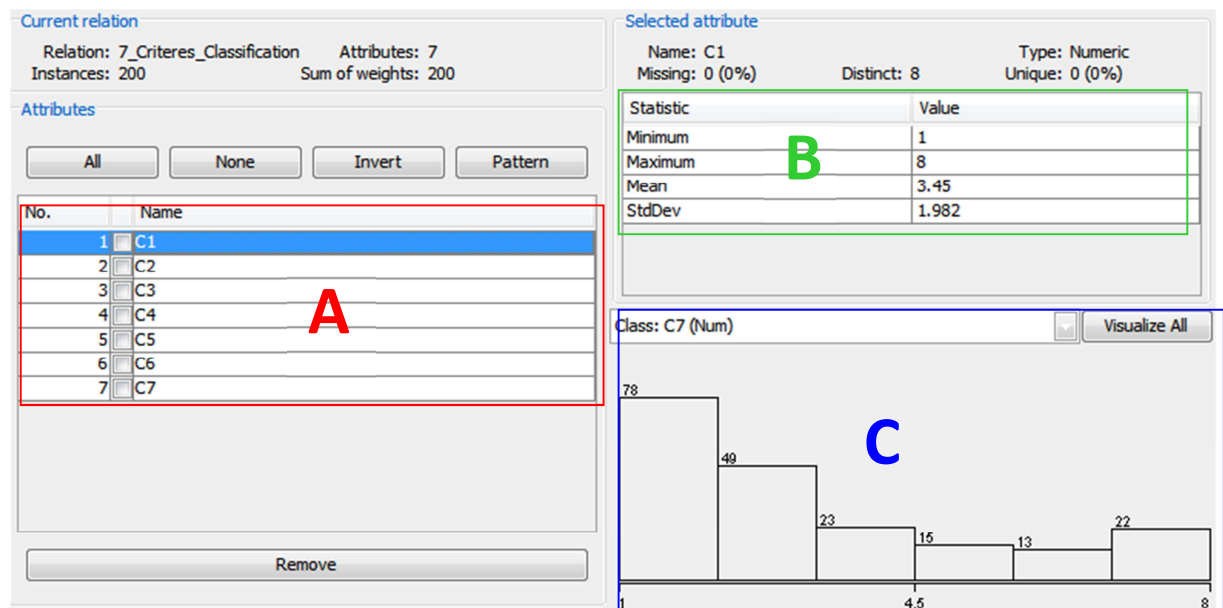 Current relation
Relation: 7_Criteres_Classification Attributes: 7
Instances: 200 Sum of weights: 200
Attributes
All None Invert Pattern
No. Name
1 C1
2 C2
3 C3
4 C4
5 C5
6 C6
7 C7
A
Remove
Selected attribute
Name: C1 Type: Numeric
Missing: 0 (0%) Distinct: 8 Unique: 0 (0%)
Statistic Value
Minimum 1
Maximum 8
Mean 3.45
StdDev 1.982
B
Class: C7 (Num) Visualize All
C
78
49
23
15
13
22
1 4.5 8